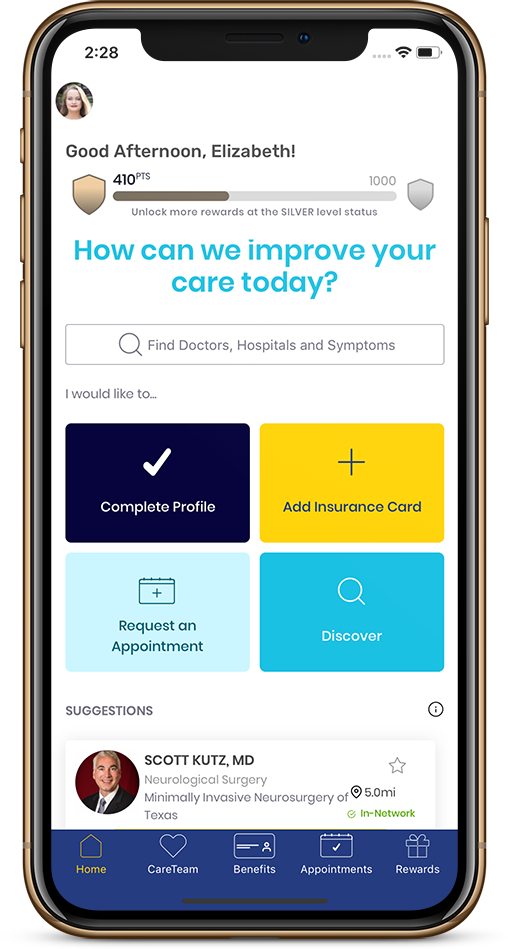 2:28
Good Afternoon, Elizabeth!
410PTS
1000
Unlock more rewards at the SILVER level status
How can we improve your
care today?
Find Doctors, Hospitals and Symptoms
I would like to...
Complete Profile
Add Insurance Card
Request an
Appointment
Discover
SUGGESTIONS
SCOTT KUTZ, MD
Neurological Surgery
Minimally Invasive Neurosurgery of
Texas
5.0mi
In-Network
Home
CareTeam
Benefits
Appointments
Rewards